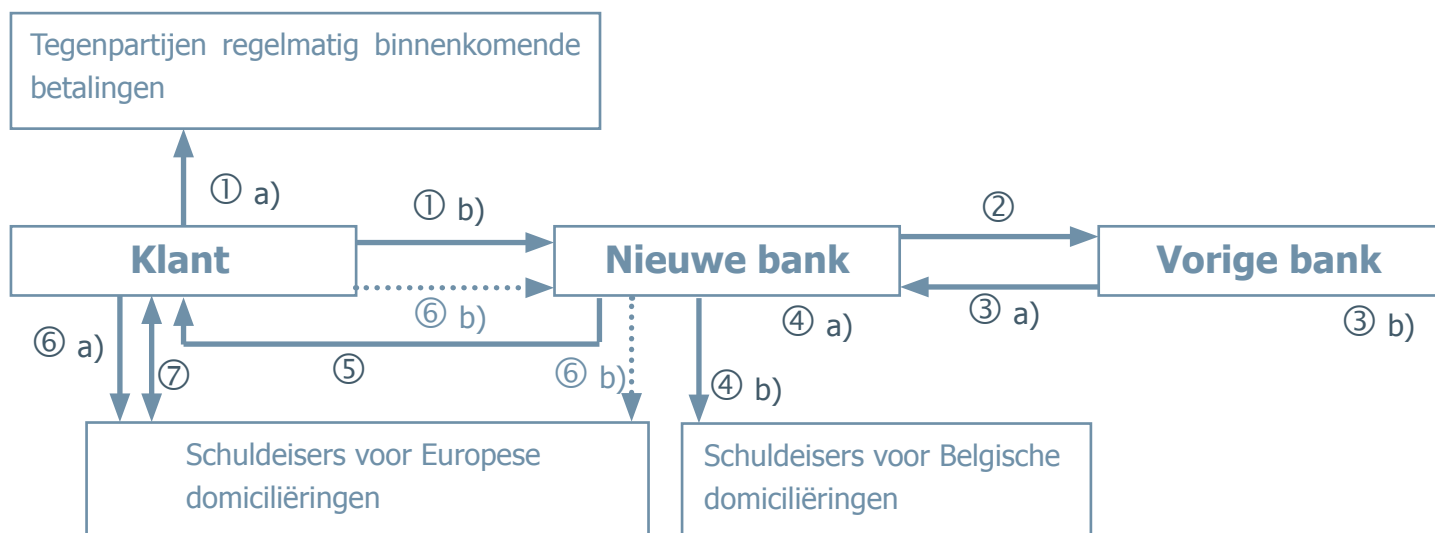 Tegenpartijen regelmatig binnenkomende
betalingen
① a)
① b)
②
Klant
Nieuwe bank
Vorige bank
⑥ b)
④ a)
③ a)
③ b)
⑥ a)
⑦
⑤
⑥ b)
④ b)
Schuldeisers voor Europese
domiciliëringen
Schuldeisers voor Belgische
domiciliëringen